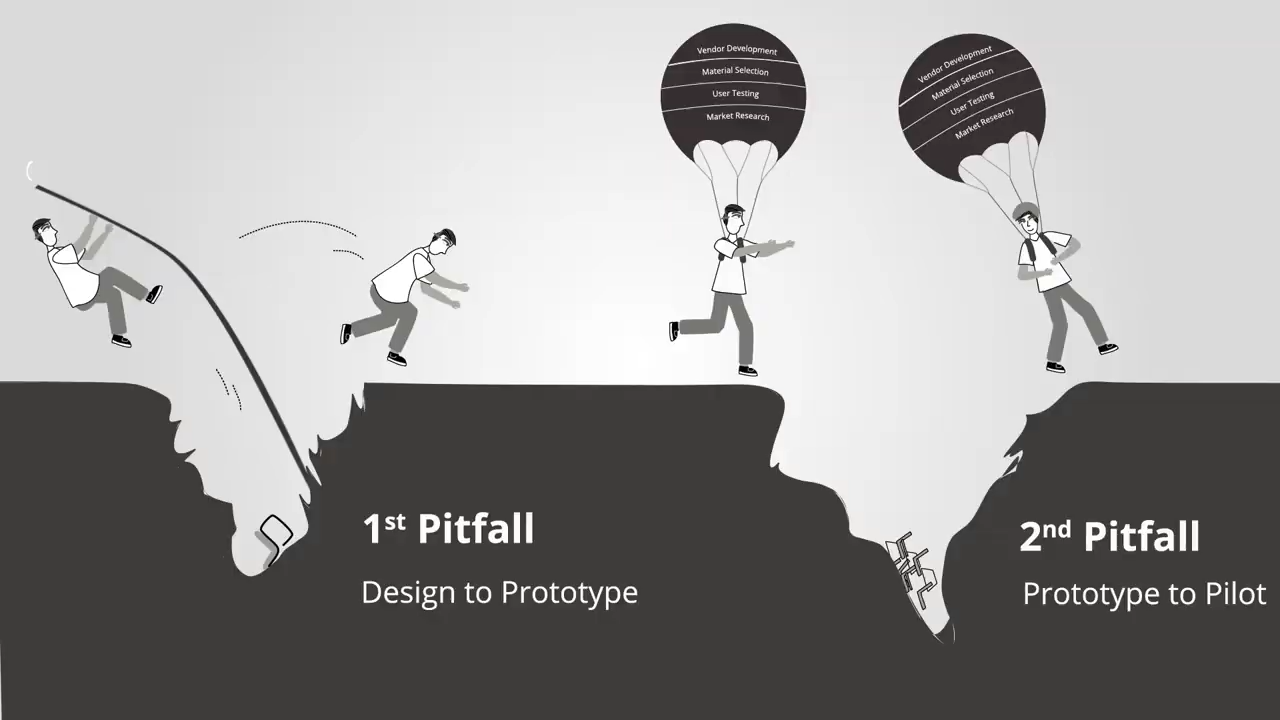 Vendor Development
Material Selection
User Testing
Market Research
Vendor Development
Material Selection
User Testing
Market Research
1st Pitfall
Design to Prototype
2nd Pitfall
Prototype to Pilot